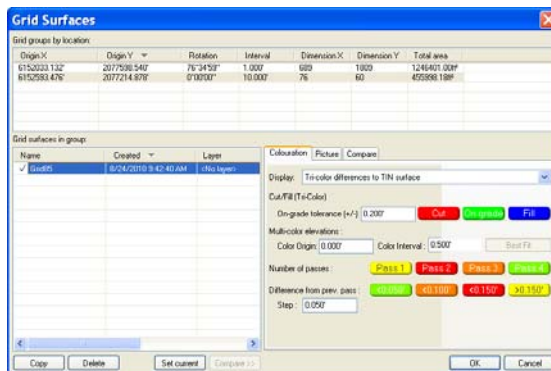 Grid Surfaces
Grid groups by location:
Origin X Origin Y Rotation Interval Dimension X Dimension Y Total area
6152033.132' 2077598.540' 76°34'59" 1.000' 689 1809 1246401.00ft²
6152593.476' 2077214.878' 0°00'00" 10.000' 76 60 455998.18ft²
Grid surfaces in group:
Name Created Layer
Grid05 8/24/2010 9:42:40 AM <No layer>
Colouration Picture Compare
Display: Tri-color differences to TIN surface
Cut/Fill (Tri-Color)
On-grade tolerance (+/-) 0.200' Cut On grade Fill
Multi-color elevations :
Color Origin: 0.000' Color Interval : 0.500' Best Fit
Number of passes : Pass 1 Pass 2 Pass 3 Pass 4
Difference from prev. pass : <0.050' <0.100' <0.150' >0.150'
Step : 0.050'
Copy Delete Set current Compare >> OK Cancel